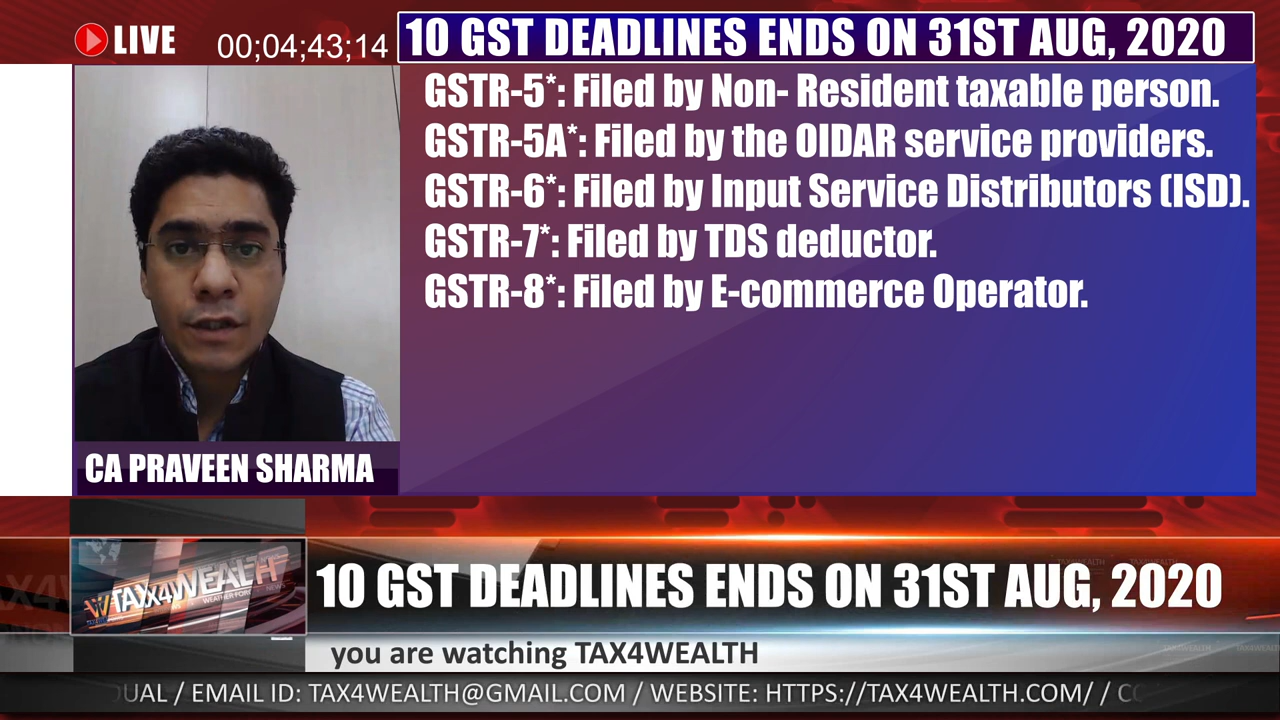 LIVE
00;04;43;14
10 GST DEADLINES ENDS ON 31ST AUG, 2020
GSTR-5*: Filed by Non- Resident taxable person.
GSTR-5A*: Filed by the OIDAR service providers.
GSTR-6*: Filed by Input Service Distributors (ISD).
GSTR-7*: Filed by TDS deductor.
GSTR-8*: Filed by E-commerce Operator.
CA PRAVEEN SHARMA
TAX4WEALTH
10 GST DEADLINES ENDS ON 31ST AUG, 2020
you are watching TAX4WEALTH
/ EMAIL ID: TAX4WEALTH@GMAIL.COM / WEBSITE: HTTPS://TAX4WEALTH.COM/ /